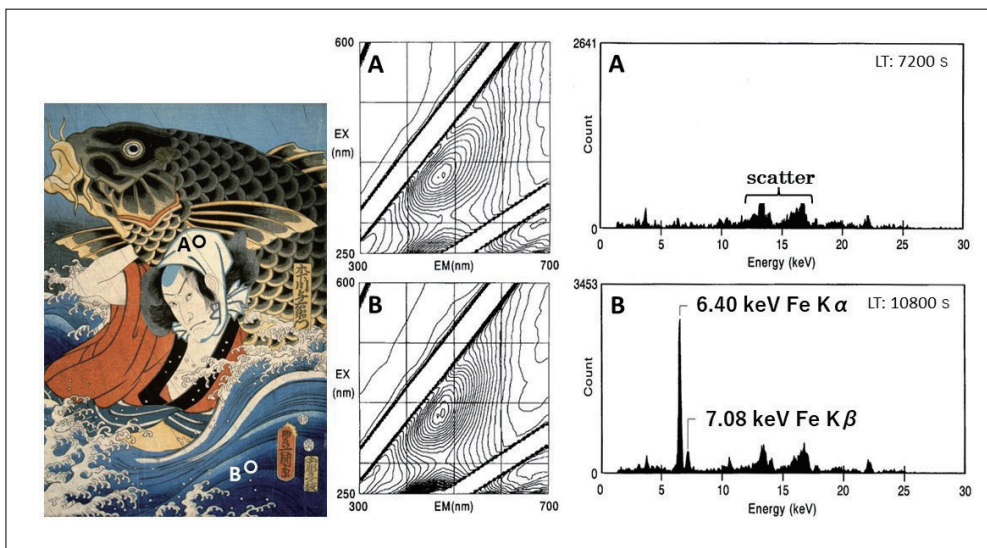 A
B
600
A
EX
(nm)
250
300
EM(nm)
700
600
B
EX
(nm)
250
300
EM(nm)
700
2641
A
LT: 7200 s
Count
scatter
0
0 5 10 15 20 25 30
Energy (keV)
3453
B
LT: 10800 s
6.40 keV Fe K α
7.08 keV Fe K β
Count
0
0 5 10 15 20 25 30
Energy (keV)